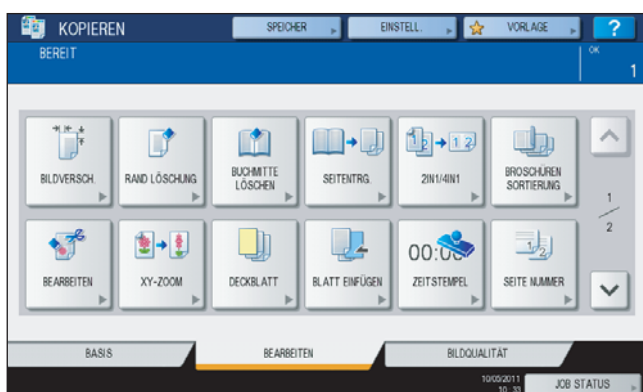 KOPIEREN
SPEICHER
EINSTELL.
VORLAGE
?
BEREIT
OK
1
BILDVERSCH.
RAND LÖSCHUNG
BUCHMITTE
LÖSCHEN
SEITENTRG.
2IN1/4IN1
BROSCHÜREN
SORTIERUNG
1
2
BEARBEITEN
XY-ZOOM
DECKBLATT
BLATT EINFÜGEN
00:00
ZEITSTEMPEL
SEITE NUMMER
BASIS
BEARBEITEN
BILDQUALITÄT
10/05/2011
10:33
JOB STATUS